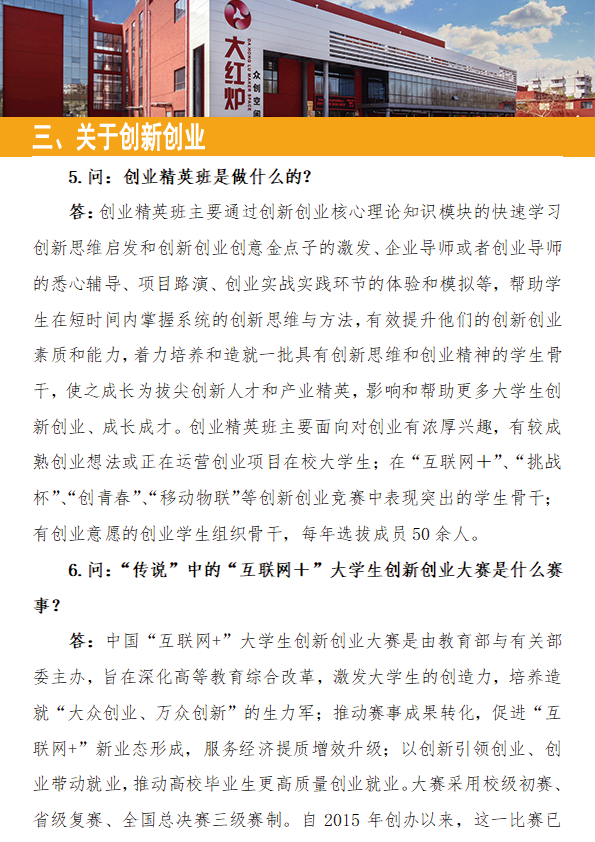 大红炉
DA HONG LU MAKER SPACE
众创空间
三、关于创新创业
5. 问：创业精英班是做什么的？
答：创业精英班主要通过创新创业核心理论知识模块的快速学习
创新思维启发和创新创业创意金点子的激发、企业导师或者创业导师
的悉心辅导、项目路演、创业实战实践环节的体验和模拟等，帮助学
生在短时间内掌握系统的创新思维与方法，有效提升他们的创新创业
素质和能力，着力培养和造就一批具有创新思维和创业精神的学生骨
干，使之成长为拔尖创新人才和产业精英，影响和帮助更多大学生创
新创业、成长成才。创业精英班主要面向对创业有浓厚兴趣，有较成
熟创业想法或正在运营创业项目在校大学生；在“互联网＋”、“挑战
杯”、“创青春”、“移动物联”等创新创业竞赛中表现突出的学生骨干；
有创业意愿的创业学生组织骨干，每年选拔成员 50 余人。
6. 问：“传说”中的“互联网＋”大学生创新创业大赛是什么赛
事？
答：中国“互联网+”大学生创新创业大赛是由教育部与有关部
委主办，旨在深化高等教育综合改革，激发大学生的创造力，培养造
就“大众创业、万众创新”的生力军；推动赛事成果转化，促进“互
联网+”新业态形成，服务经济提质增效升级；以创新引领创业、创
业带动就业，推动高校毕业生更高质量创业就业。大赛采用校级初赛、
省级复赛、全国总决赛三级赛制。自 2015 年创办以来，这一比赛已